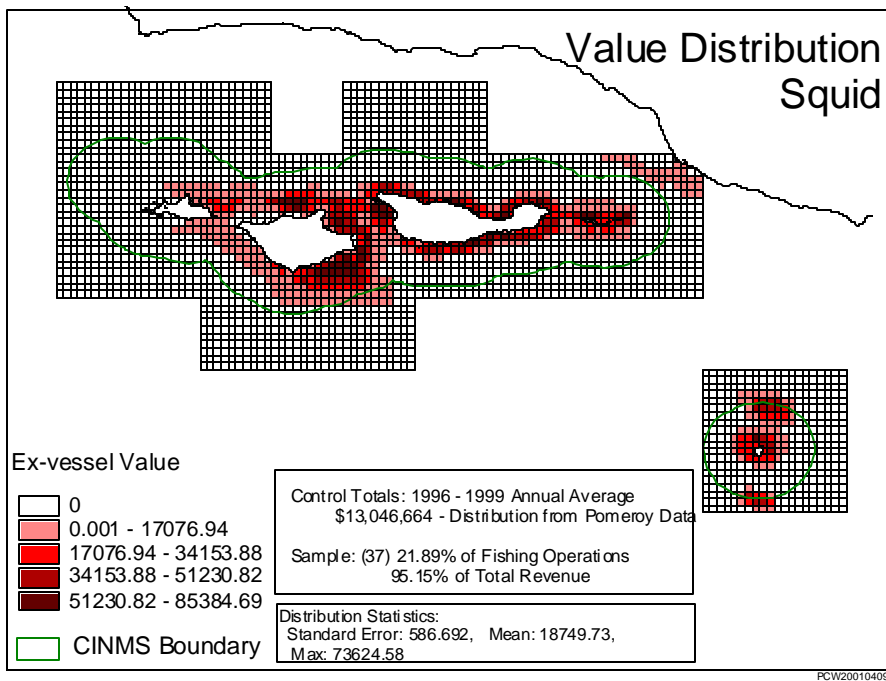 Value Distribution
Squid
Ex-vessel Value
0
0.001 - 17076.94
17076.94 - 34153.88
34153.88 - 51230.82
51230.82 - 85384.69
CINMS Boundary
Control Totals: 1996 - 1999 Annual Average
$13,046,664 - Distribution from Pomeroy Data
Sample: (37) 21.89% of Fishing Operations
95.15% of Total Revenue
Distribution Statistics:
Standard Error: 586.692, Mean: 18749.73,
Max: 73624.58
PCW20010409